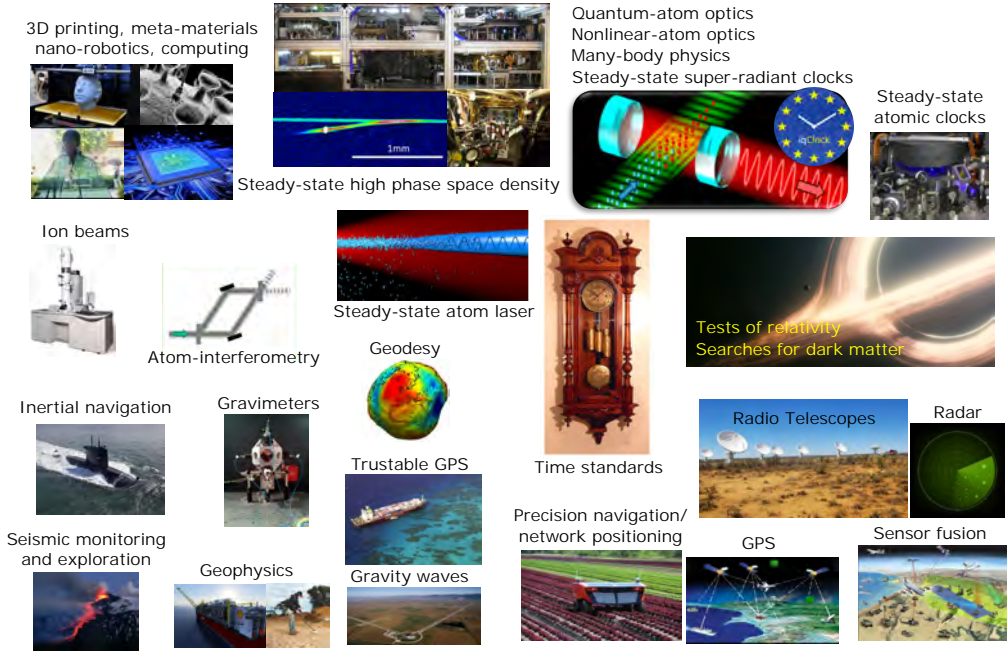 3D printing, meta-materials
nano-robotics, computing
Quantum-atom optics
Nonlinear-atom optics
Many-body physics
Steady-state super-radiant clocks
iqClock
Steady-state
atomic clocks
1mm
Steady-state high phase space density
Ion beams
Atom-interferometry
Steady-state atom laser
Tests of relativity
Searches for dark matter
Geodesy
Inertial navigation
Gravimeters
Trustable GPS
Time standards
Radio Telescopes
Radar
Seismic monitoring
and exploration
Geophysics
Gravity waves
Precision navigation/
network positioning
GPS
Sensor fusion